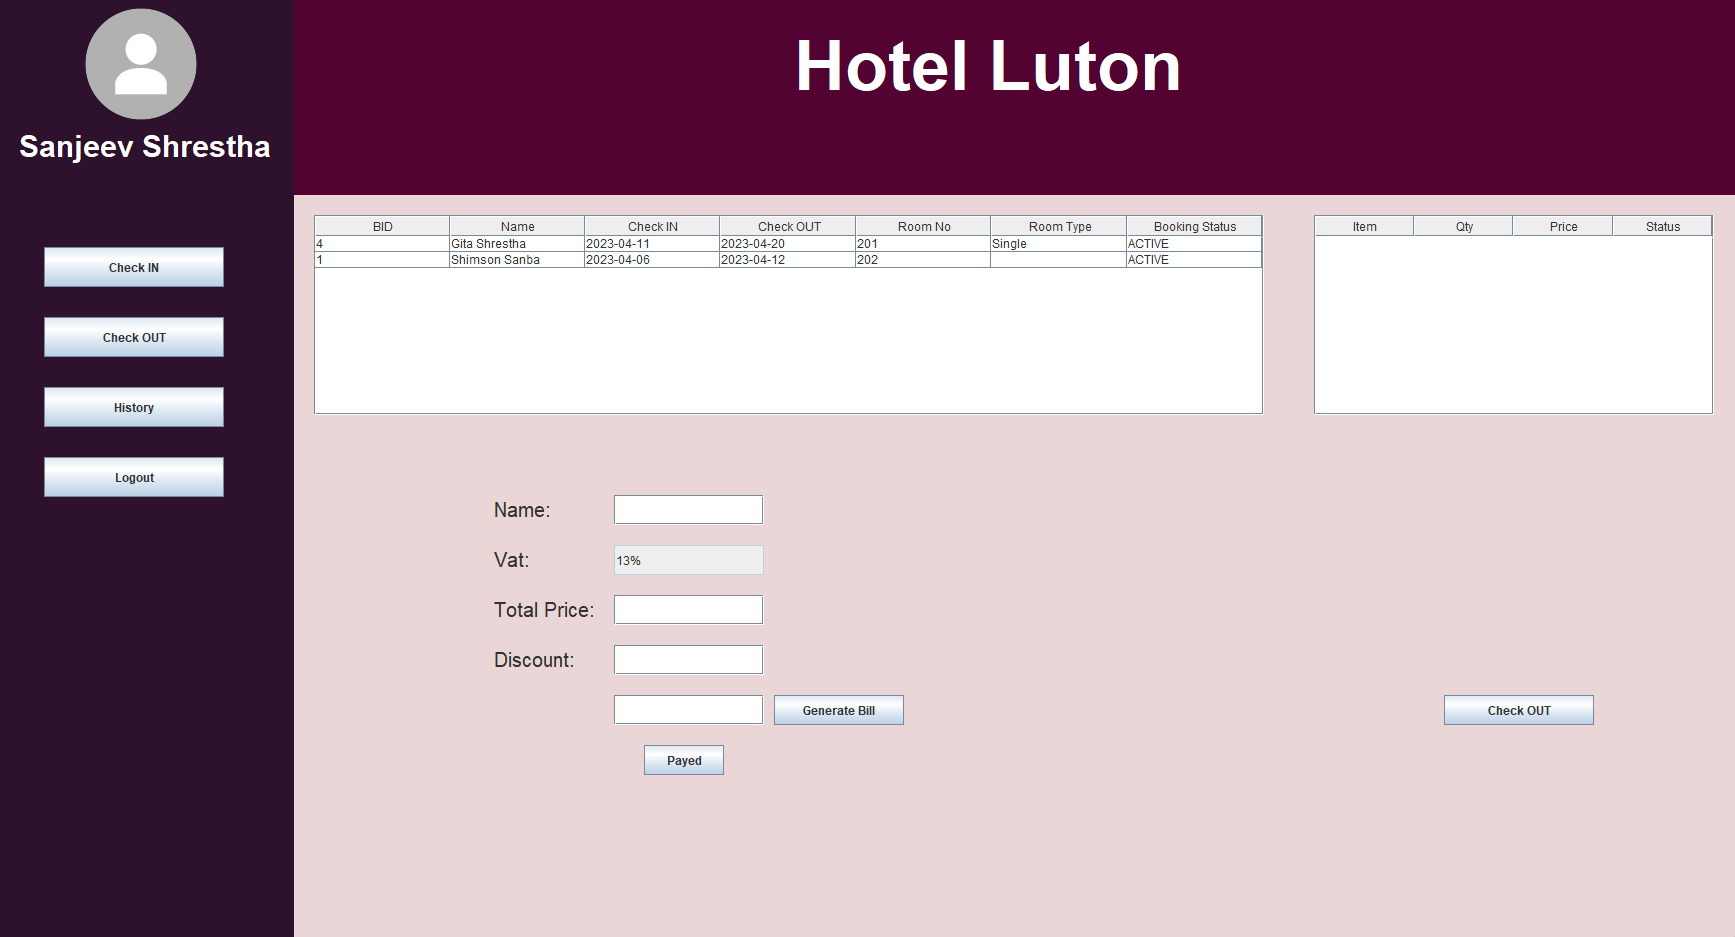 Hotel Luton
Sanjeev Shrestha
Check IN
Check OUT
History
Logout
BID Name Check IN Check OUT Room No Room Type Booking Status
4 Gita Shrestha 2023-04-11 2023-04-20 201 Single ACTIVE
1 Shimson Sanba 2023-04-06 2023-04-12 202 ACTIVE
Item Qty Price Status
Name:
Vat: 13%
Total Price:
Discount:
Generate Bill
Payed
Check OUT